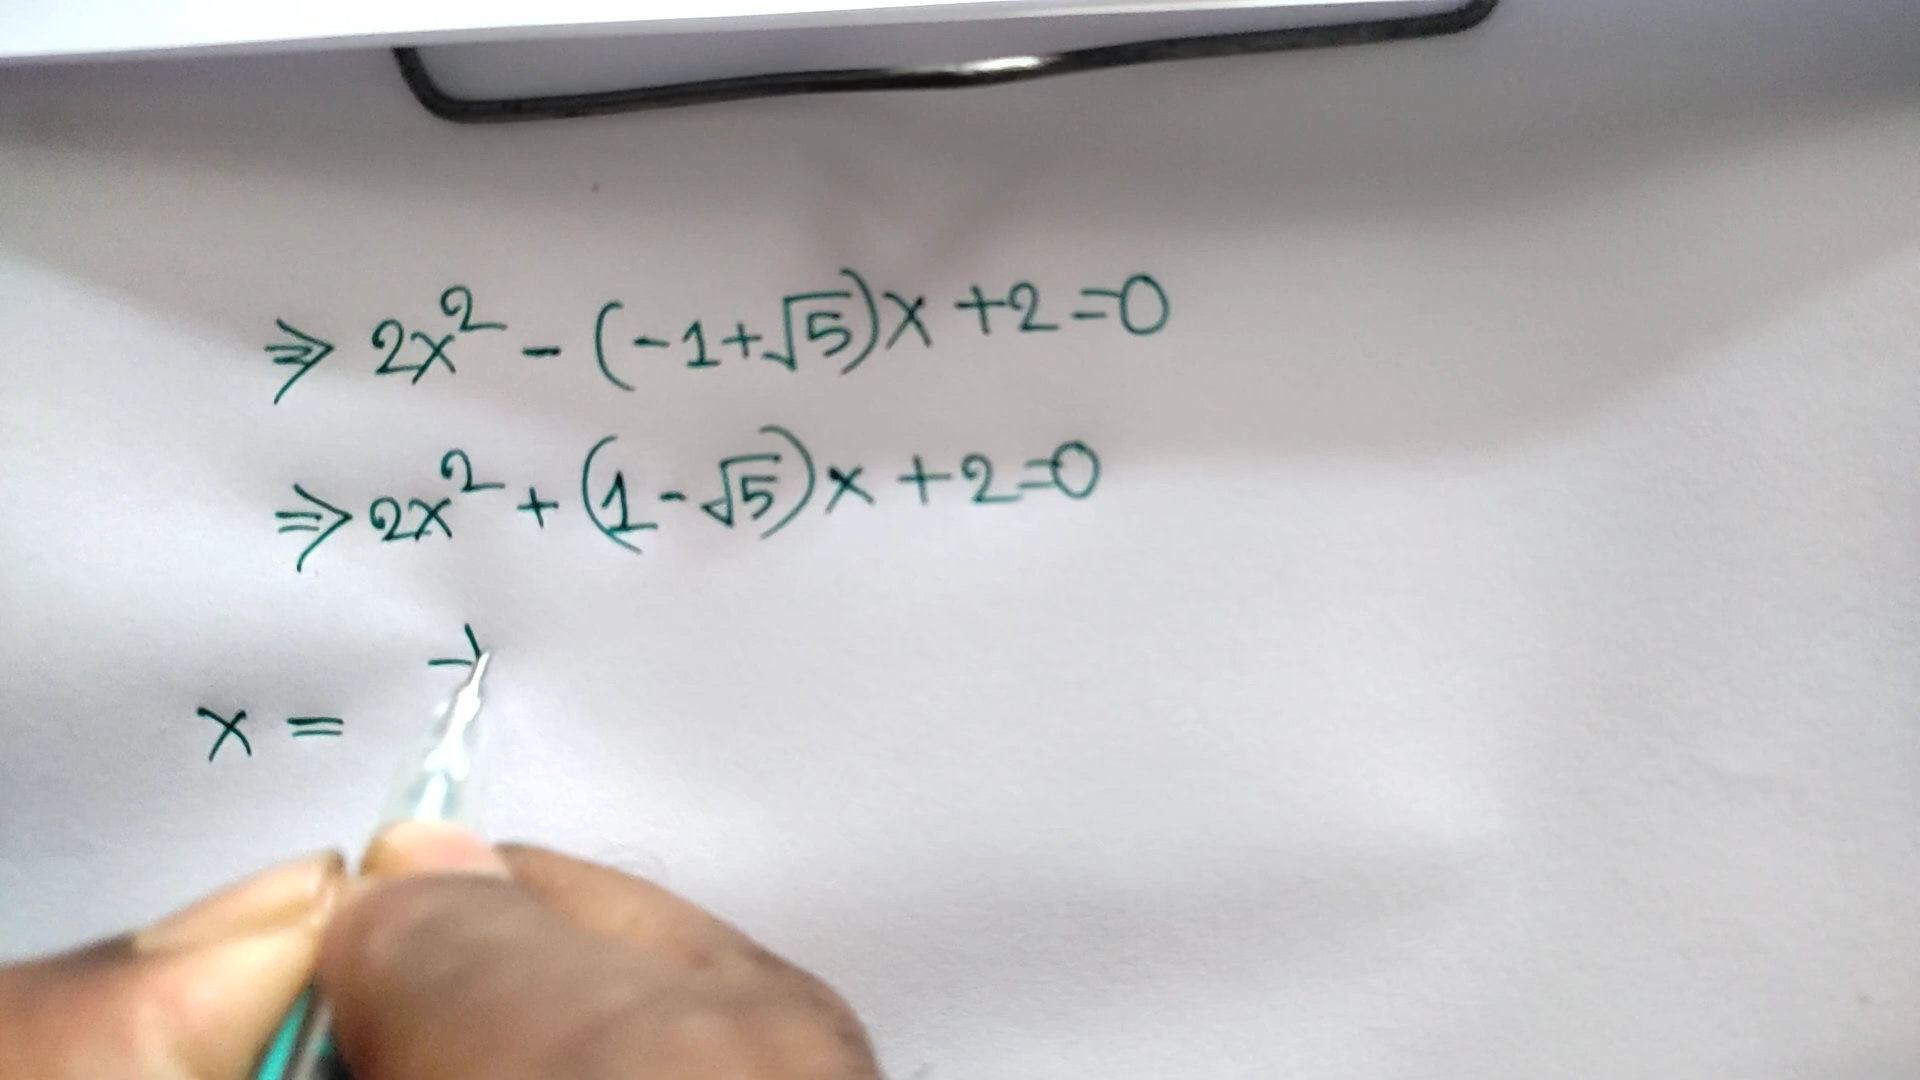 ⇒ 2x² - (-1+√5)x +2=0
⇒ 2x² + (1-√5)x +2=0
x = -